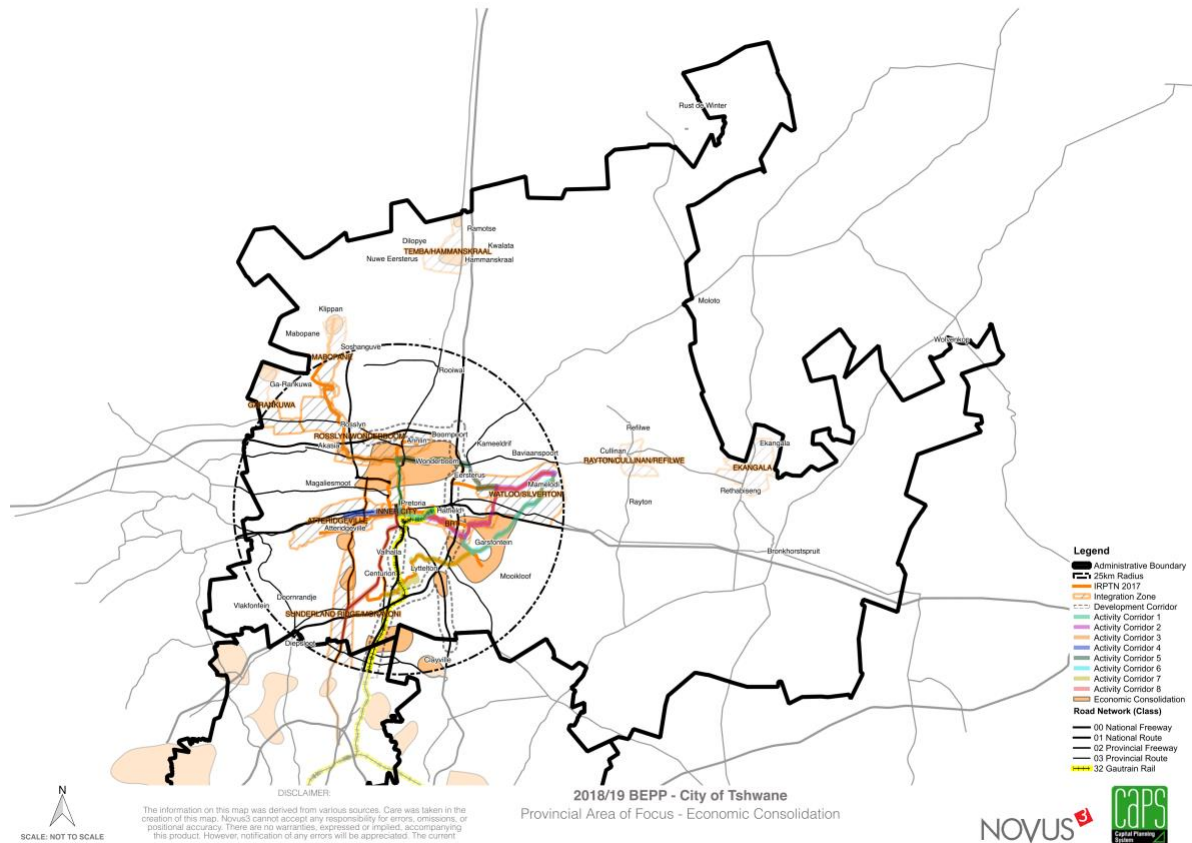 Rust de Winter
Ramotse
Dilopye
Kwalata
TEMBA/HAMMANSKRAAL
Nuwe Eersterus
Hammanskraal
Moloto
Klippan
Mabopane
Soshanguve
MABOPANE
Rooiwal
Ga-Rankuwa
GARANKUWA
Rosslyn
ROSSLYN/WONDERBOOM
Boompoort
Akasia
Kameeldrif
Wonderboom
Baviaanspoort
Eersterus
Magaliesmoot
Mamelodi
WATLOO/SILVERTON
Refilwe
Cullinan
RAYTON/CULLINAN/REFILWE
Rayton
Ekangala
EKANGALA
Rethabiseng
Pretoria
INNER CITY
Hatfield
ATTERIDGEVILLE
Atteridgeville
Garsfontein
Valhalla
Lyttelton
Centurion
Mooikloof
Bronkhorstspruit
Doornrandje
Vlakfontein
Diepsloot
Clayville
Legend
Administrative Boundary
25km Radius
IRPTN 2017
Integration Zone
Development Corridor
Activity Corridor 1
Activity Corridor 2
Activity Corridor 3
Activity Corridor 4
Activity Corridor 5
Activity Corridor 6
Activity Corridor 7
Activity Corridor 8
Economic Consolidation
Road Network (Class)
00 National Freeway
01 National Route
02 Provincial Freeway
03 Provincial Route
32 Gautrain Rail
N
SCALE: NOT TO SCALE
DISCLAIMER:
The information on this map was derived from various sources. Care was taken in the
creation of this map. Novus3 cannot accept any responsibility for errors, omissions, or
positional accuracy. There are no warranties, expressed or implied, accompanying
this product. However, notification of any errors will be appreciated. The current
2018/19 BEPP - City of Tshwane
Provincial Area of Focus - Economic Consolidation
NOVUS3
CAPS
Capital Planning
System